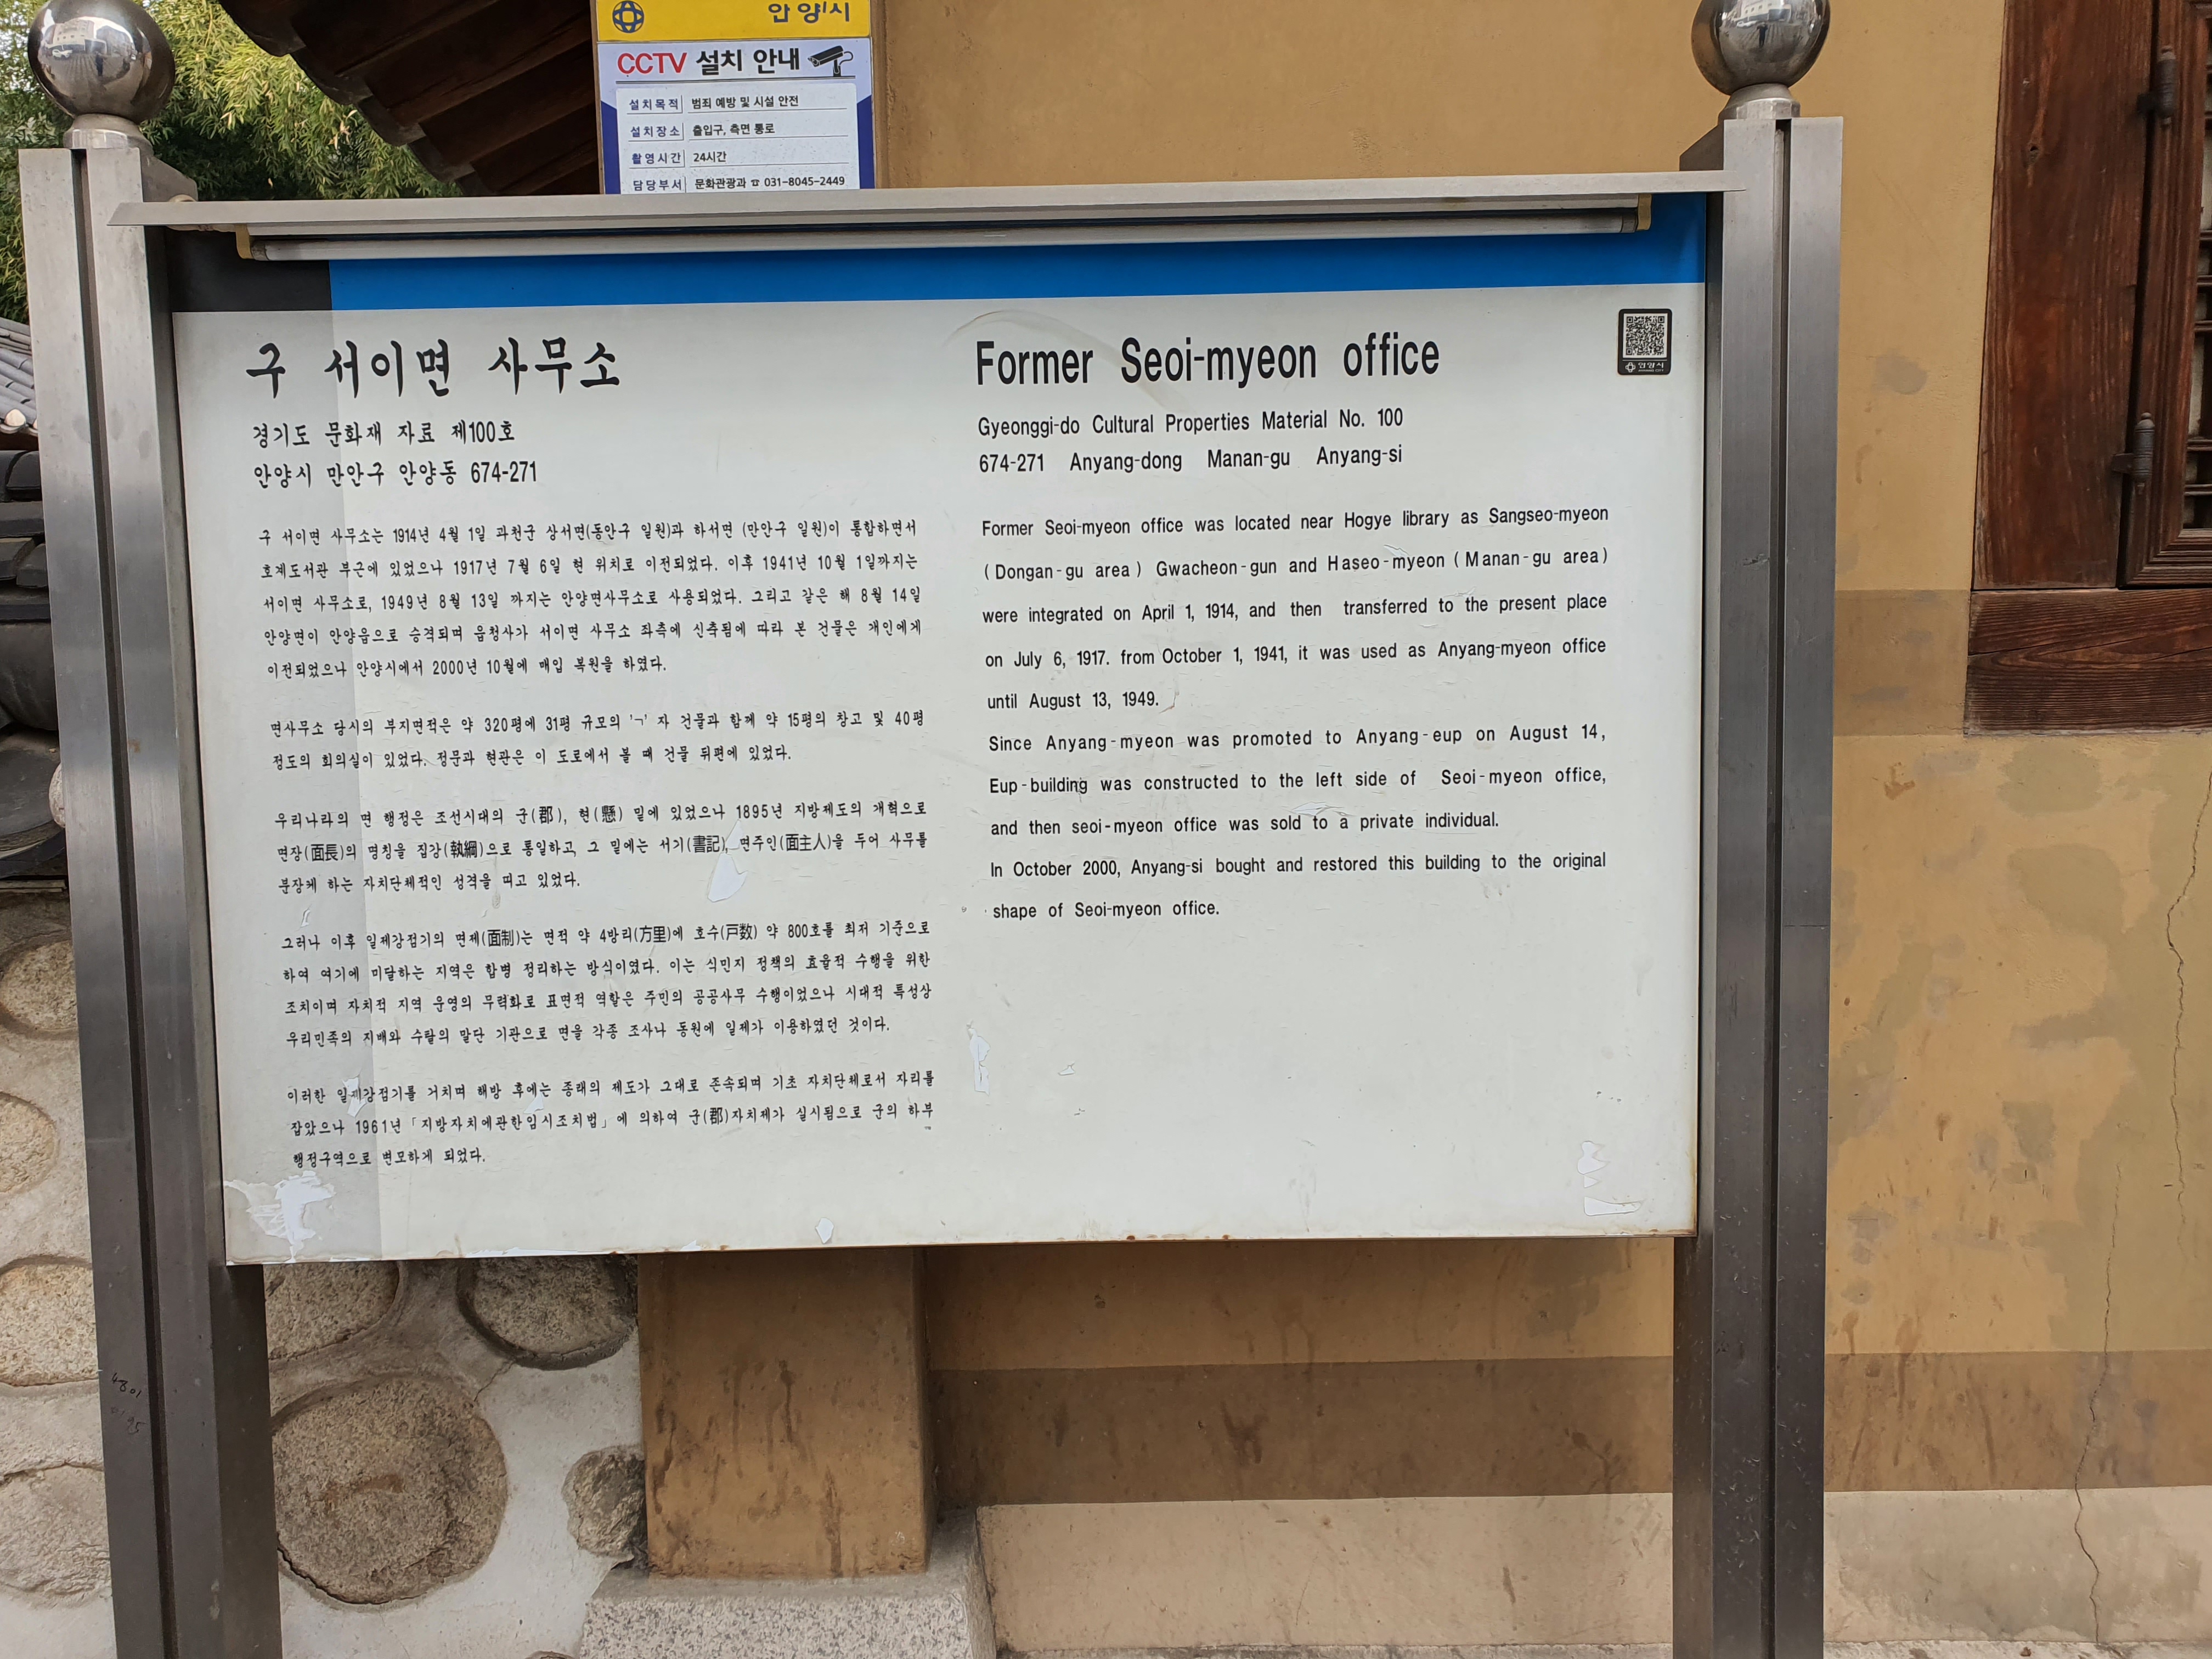 안양시
CCTV 설치 안내
설치목적 범죄 예방 및 시설 안전
설치장소 출입구, 측면 통로
촬영시간 24시간
담당부서 문화관광과 ☎ 031-8045-2449
구 서이면 사무소
경기도 문화재 자료 제100호
안양시 만안구 안양동 674-271
구 서이면 사무소는 1914년 4월 1일 과천군 상서면(동안구 일원)과 하서면 (만안구 일원)이 통합하면서
호계도서관 부근에 있었으나 1917년 7월 6일 현 위치로 이전되었다. 이후 1941년 10월 1일까지는
서이면 사무소로, 1949년 8월 13일 까지는 안양면사무소로 사용되었다. 그리고 같은 해 8월 14일
안양면이 안양읍으로 승격되며 읍청사가 서이면 사무소 좌측에 신축됨에 따라 본 건물은 개인에게
이전되었으나 안양시에서 2000년 10월에 매입 복원을 하였다.
면사무소 당시의 부지면적은 약 320평에 31평 규모의 'ㄱ' 자 건물과 함께 약 15평의 창고 및 40평
정도의 회의실이 있었다. 정문과 현관은 이 도로에서 볼 때 건물 뒤편에 있었다.
우리나라의 면 행정은 조선시대의 군(郡), 현(懸) 밑에 있었으나 1895년 지방제도의 개혁으로
면장(面長)의 명칭을 집강(執綱)으로 통일하고, 그 밑에는 서기(書記), 면주인(面主人)을 두어 사무를
분장케 하는 자치단체적인 성격을 띠고 있었다.
그러나 이후 일제강점기의 면제(面制)는 면적 약 4방리(方里)에 호수(戸数) 약 800호를 최저 기준으로
하여 여기에 미달하는 지역은 합병 정리하는 방식이였다. 이는 식민지 정책의 효율적 수행을 위한
조치이며 자치적 지역 운영의 무력화로 표면적 역할은 주민의 공공사무 수행이었으나 시대적 특성상
우리민족의 지배와 수탈의 말단 기관으로 면을 각종 조사나 동원에 일제가 이용하였던 것이다.
이러한 일제강점기를 거치며 해방 후에는 종래의 제도가 그대로 존속되며 기초 자치단체로서 자리를
잡았으나 1961년 「지방자치에관한임시조치법」에 의하여 군(郡)자치제가 실시됨으로 군의 하부
행정구역으로 변모하게 되었다.
Former Seoi-myeon office
Gyeonggi-do Cultural Properties Material No. 100
674-271 Anyang-dong Manan-gu Anyang-si
Former Seoi-myeon office was located near Hogye library as Sangseo-myeon
(Dongan-gu area) Gwacheon-gun and Haseo-myeon (Manan-gu area)
were integrated on April 1, 1914, and then transferred to the present place
on July 6, 1917. from October 1, 1941, it was used as Anyang-myeon office
until August 13, 1949.
Since Anyang-myeon was promoted to Anyang-eup on August 14,
Eup-building was constructed to the left side of Seoi-myeon office,
and then seoi-myeon office was sold to a private individual.
In October 2000, Anyang-si bought and restored this building to the original
shape of Seoi-myeon office.
안양시